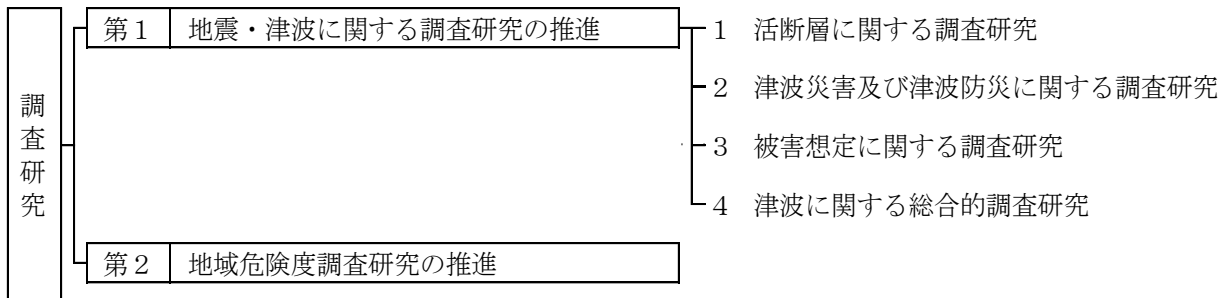 調査研究
第１ 地震・津波に関する調査研究の推進
１ 活断層に関する調査研究
２ 津波災害及び津波防災に関する調査研究
３ 被害想定に関する調査研究
４ 津波に関する総合的調査研究
第２ 地域危険度調査研究の推進